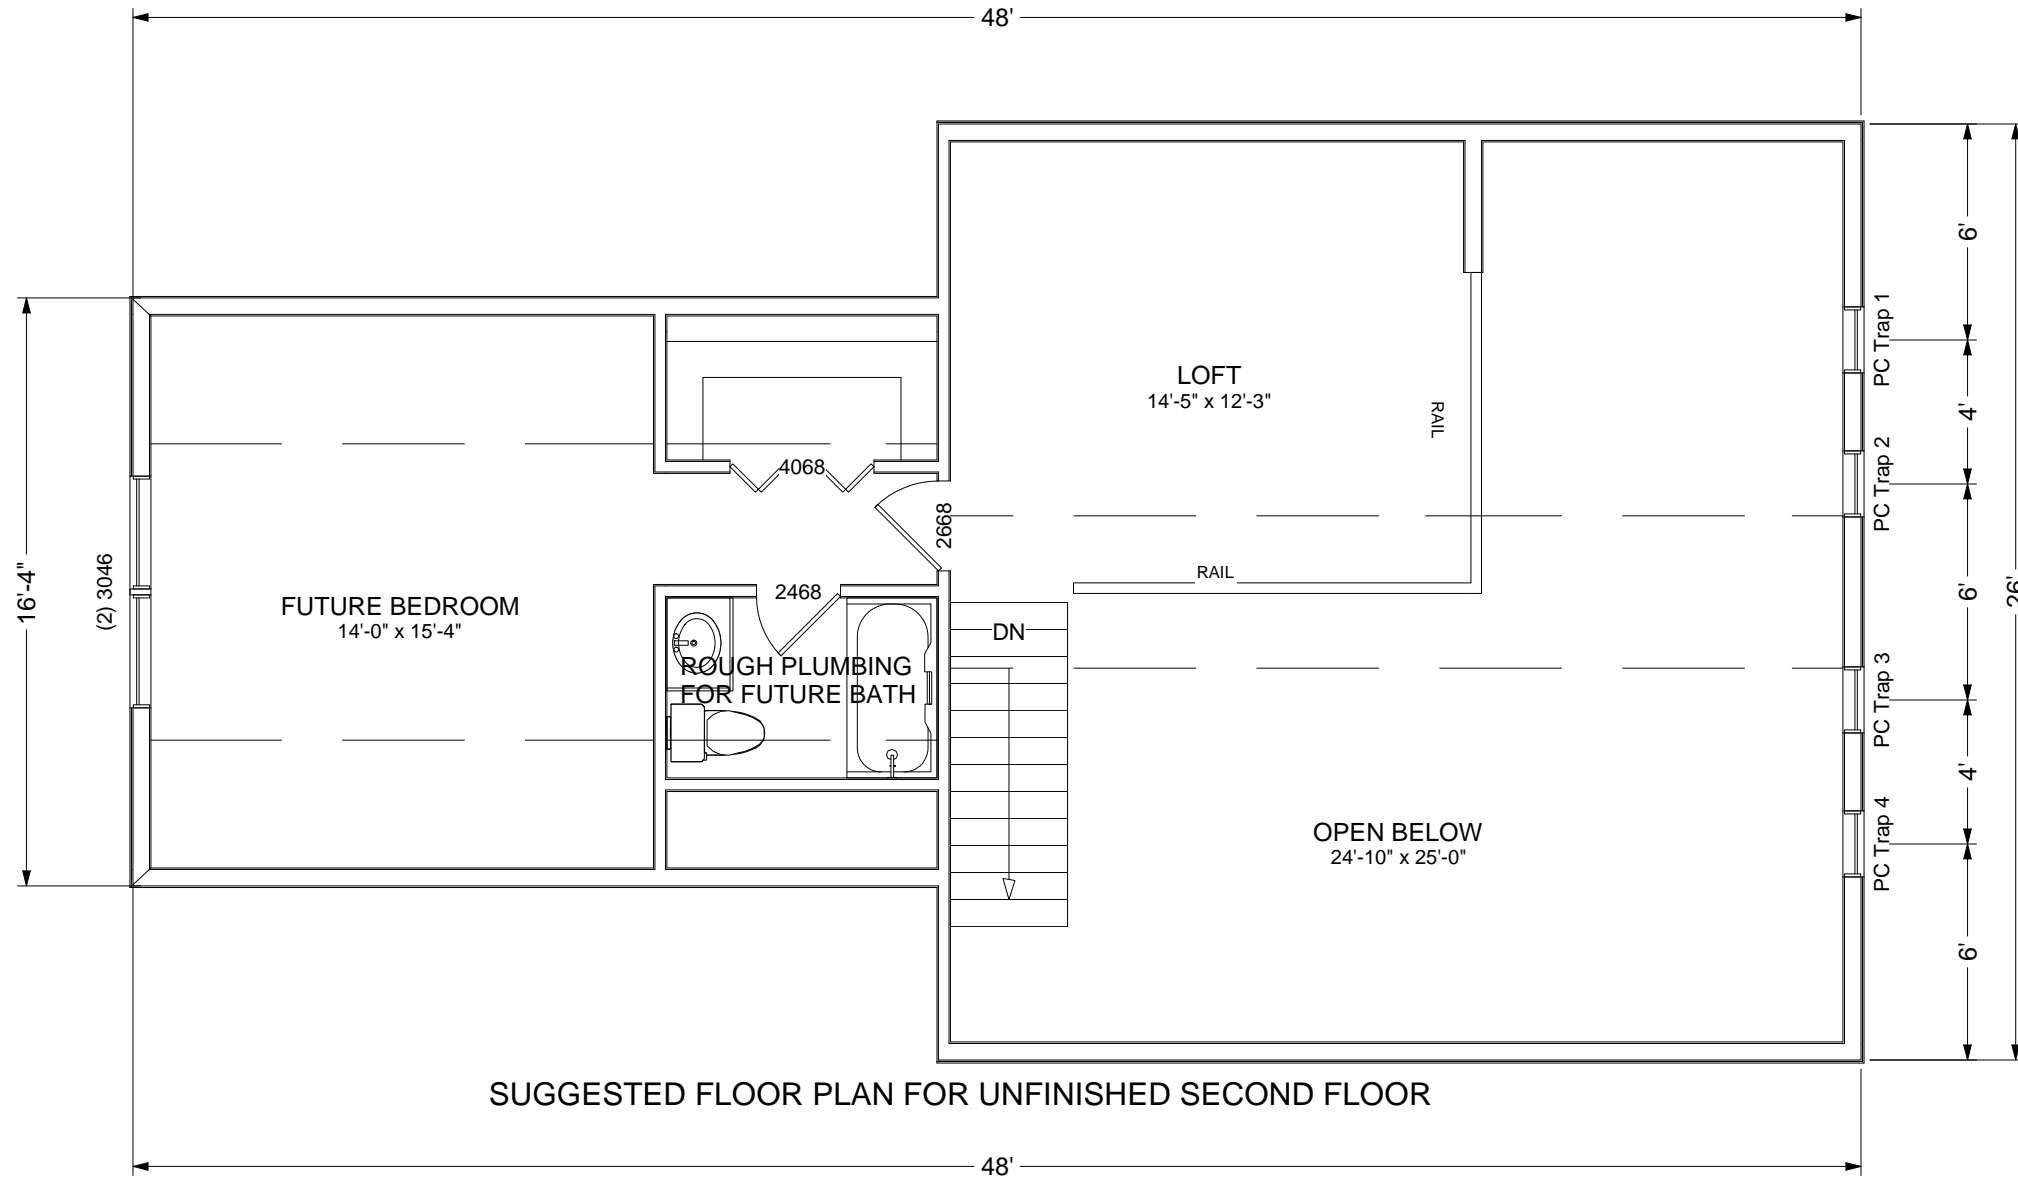 48'
6'
PC Trap 1
LOFT
14'-5" x 12'-3"
RAIL
4'
4068
PC Trap 2
2668
16'-4"
(2) 3046
FUTURE BEDROOM
14'-0" x 15'-4"
2468
RAIL
6'
26'
DN
ROUGH PLUMBING
FOR FUTURE BATH
PC Trap 3
4'
OPEN BELOW
24'-10" x 25'-0"
PC Trap 4
6'
SUGGESTED FLOOR PLAN FOR UNFINISHED SECOND FLOOR
48'